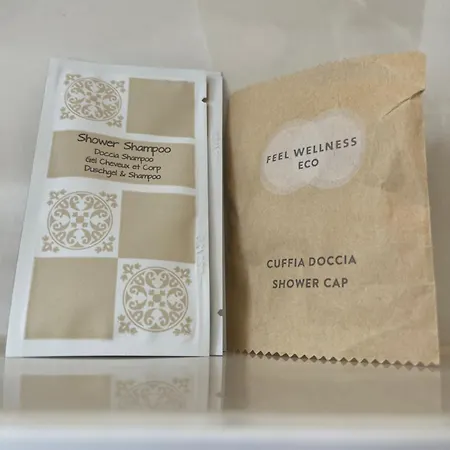 Shower Shampoo
Doccia Shampoo
Gel Cheveux et Corp
Duschgel & Shampoo
FEEL WELLNESS
ECO
CUFFIA DOCCIA
SHOWER CAP